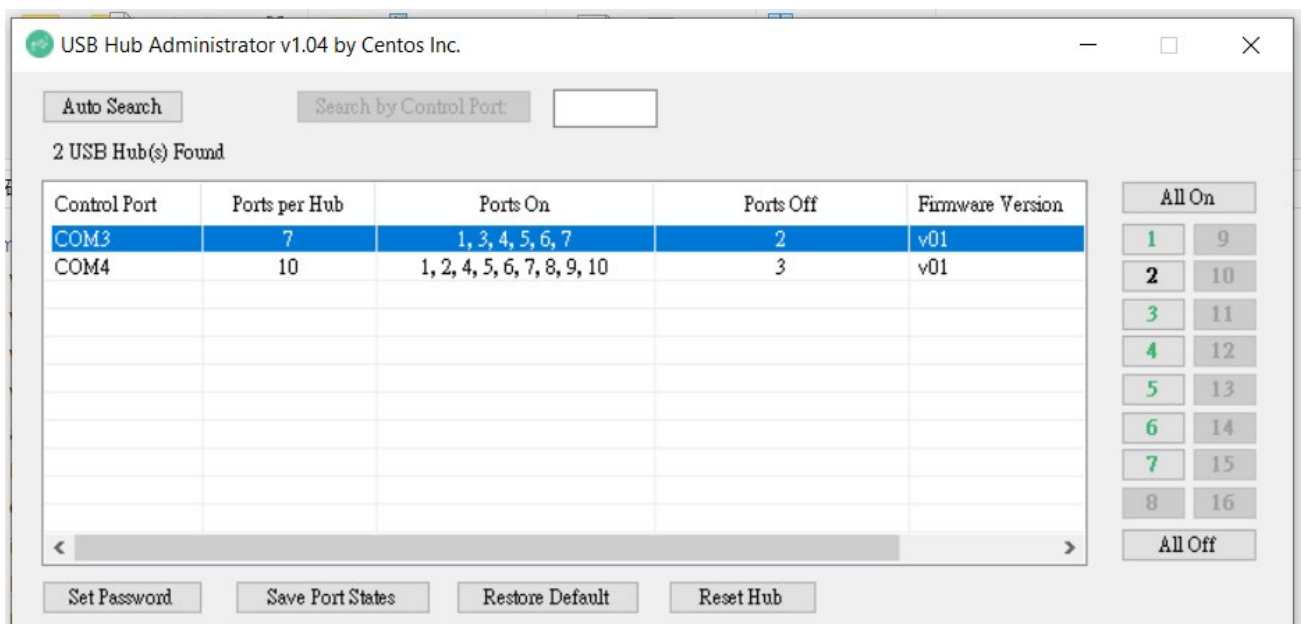 USB Hub Administrator v1.04 by Centos Inc.
Auto Search Search by Control Port:
2 USB Hub(s) Found
Control Port Ports per Hub Ports On Ports Off Firmware Version
COM3 7 1, 3, 4, 5, 6, 7 2 v01
COM4 10 1, 2, 4, 5, 6, 7, 8, 9, 10 3 v01
All On
1 9
2 10
3 11
4 12
5 13
6 14
7 15
8 16
All Off
Set Password Save Port States Restore Default Reset Hub